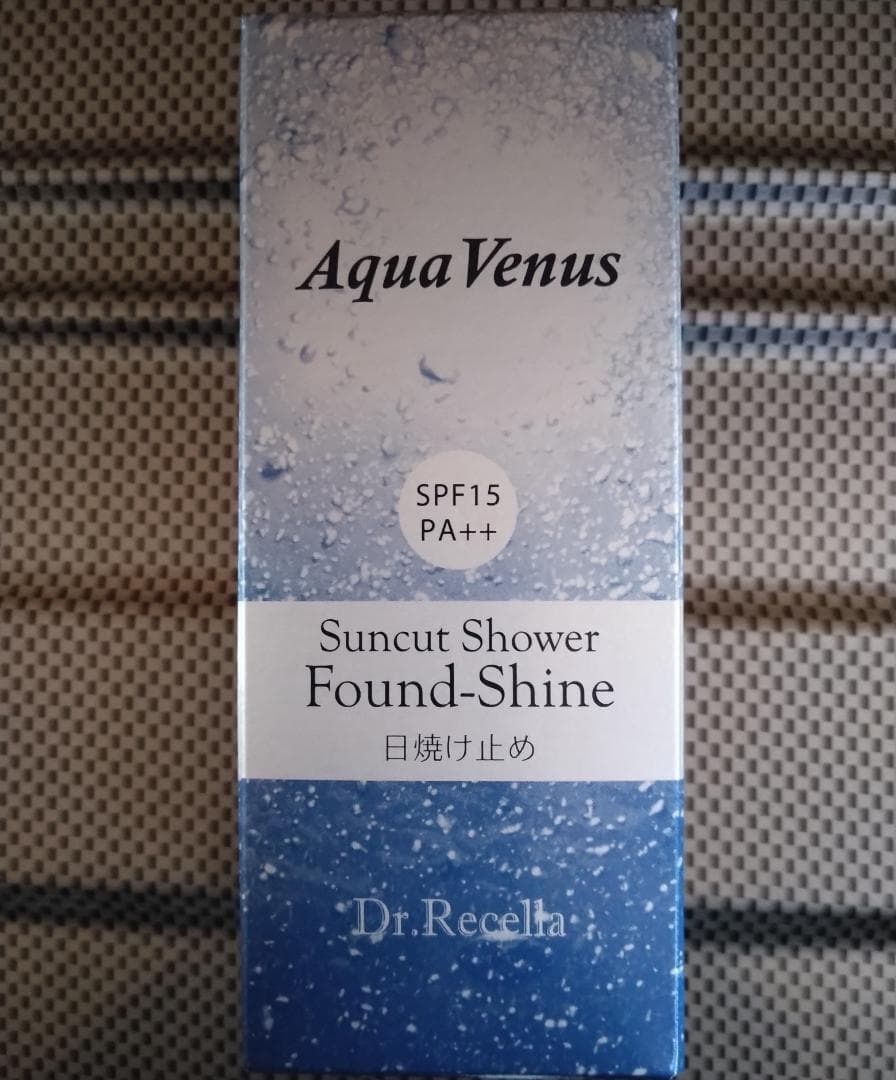 Aqua Venus
SPF15
PA++
Suncut Shower
Found-Shine
日焼け止め
Dr.Recella